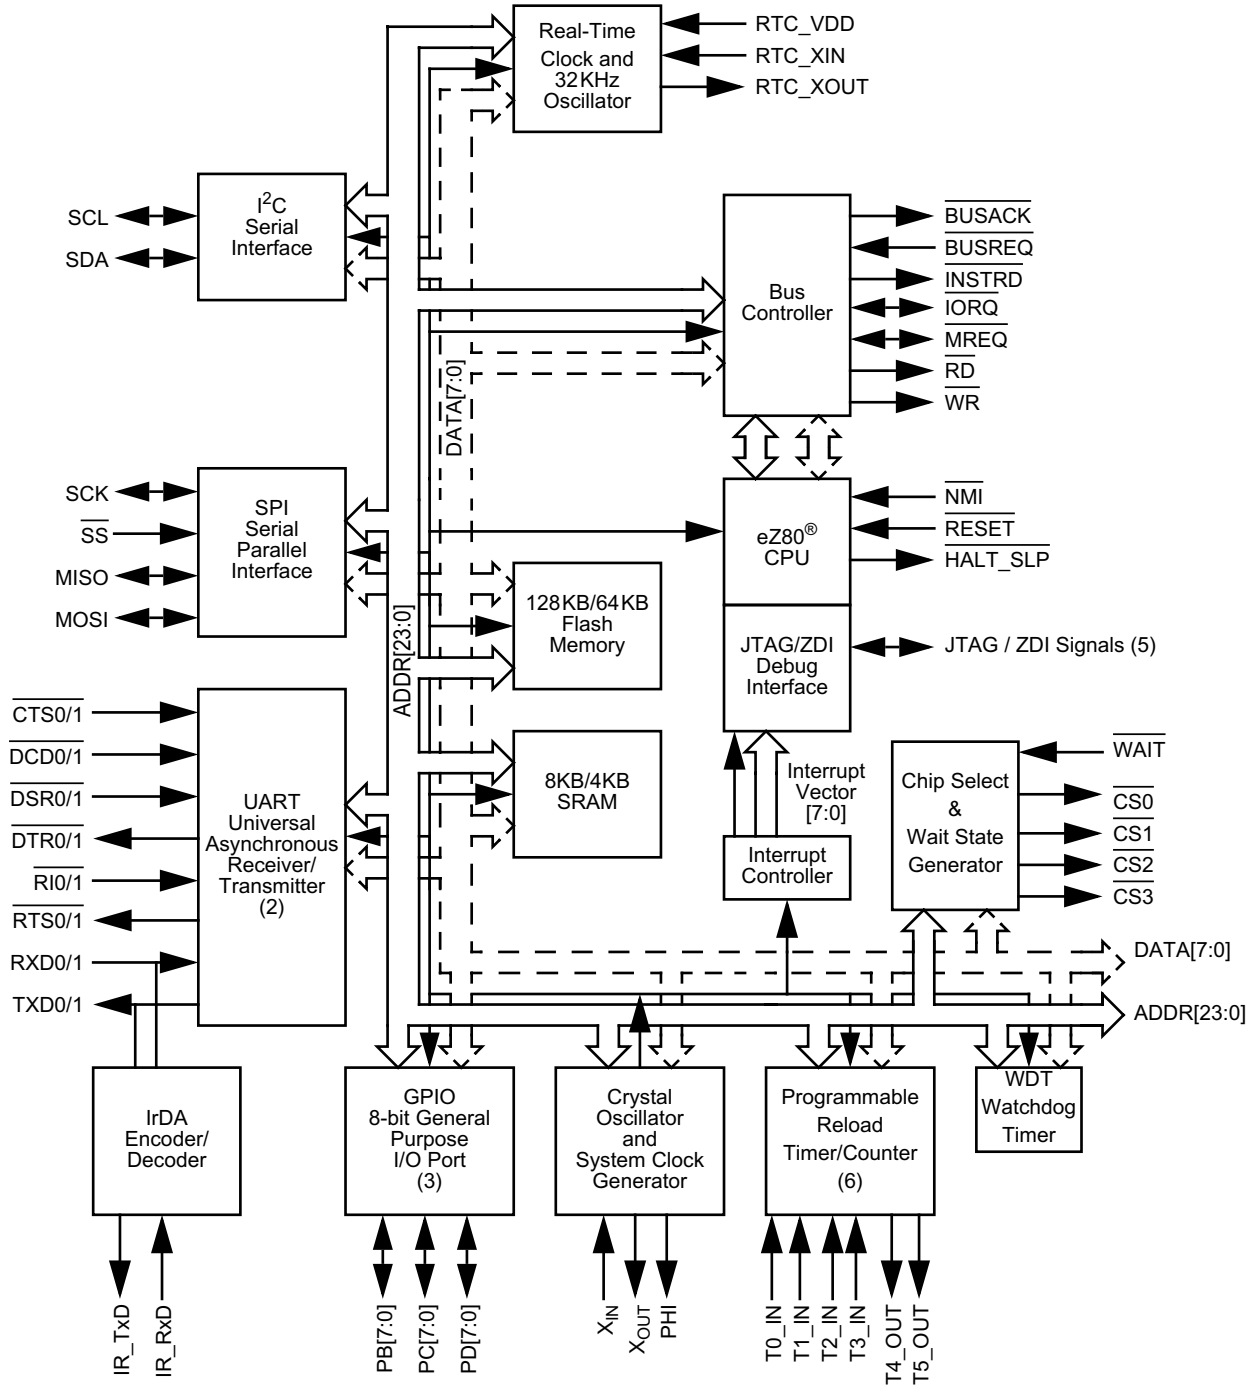 Real-Time
Clock and
32KHz
Oscillator
RTC_VDD
RTC_XIN
RTC_XOUT
I²C
Serial
Interface
SCL
SDA
Bus
Controller
BUSACK
BUSREQ
INSTRD
IORQ
MREQ
RD
WR
DATA[7:0]
SPI
Serial
Parallel
Interface
SCK
SS
MISO
MOSI
eZ80®
CPU
NMI
RESET
HALT_SLP
128KB/64KB
Flash
Memory
ADDR[23:0]
JTAG/ZDI
Debug
Interface
JTAG / ZDI Signals (5)
CTS0/1
DCD0/1
DSR0/1
DTR0/1
RI0/1
RTS0/1
RXD0/1
TXD0/1
UART
Universal
Asynchronous
Receiver/
Transmitter
(2)
8KB/4KB
SRAM
Interrupt
Vector
[7:0]
Interrupt
Controller
Chip Select
&
Wait State
Generator
WAIT
CS0
CS1
CS2
CS3
DATA[7:0]
ADDR[23:0]
IrDA
Encoder/
Decoder
GPIO
8-bit General
Purpose
I/O Port
(3)
Crystal
Oscillator
and
System Clock
Generator
Programmable
Reload
Timer/Counter
(6)
WDT
Watchdog
Timer
IR_TxD
IR_RxD
PB[7:0]
PC[7:0]
PD[7:0]
XIN
XOUT
PHI
T0_IN
T1_IN
T2_IN
T3_IN
T4_OUT
T5_OUT